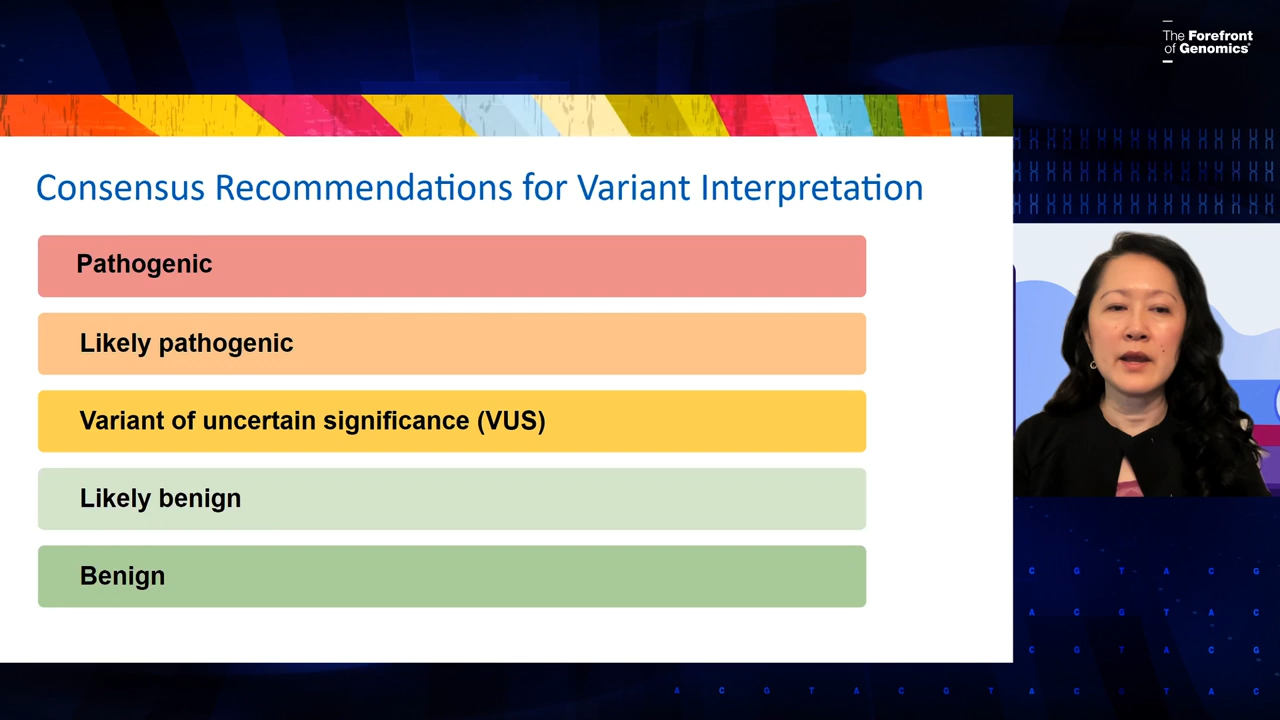 The Forefront
of Genomics®
Consensus Recommendations for Variant Interpretation
Pathogenic
Likely pathogenic
Variant of uncertain significance (VUS)
Likely benign
Benign
C G T A C G
A C G T A C
C G T A C G
A C G T A C G T A C G T A C